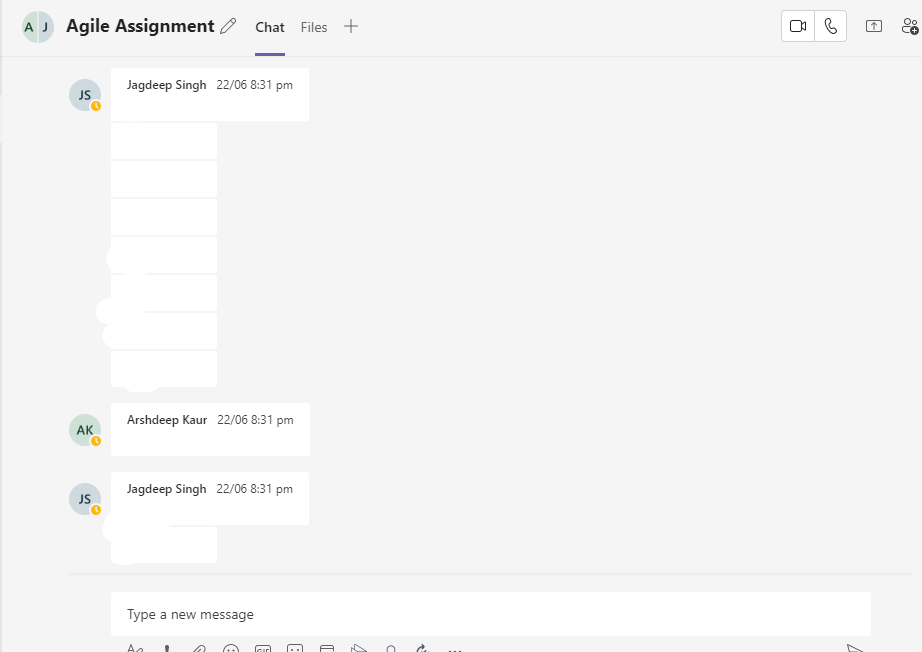 A J Agile Assignment Chat Files
JS Jagdeep Singh 22/06 8:31 pm
AK Arshdeep Kaur 22/06 8:31 pm
JS Jagdeep Singh 22/06 8:31 pm
Type a new message
GIF